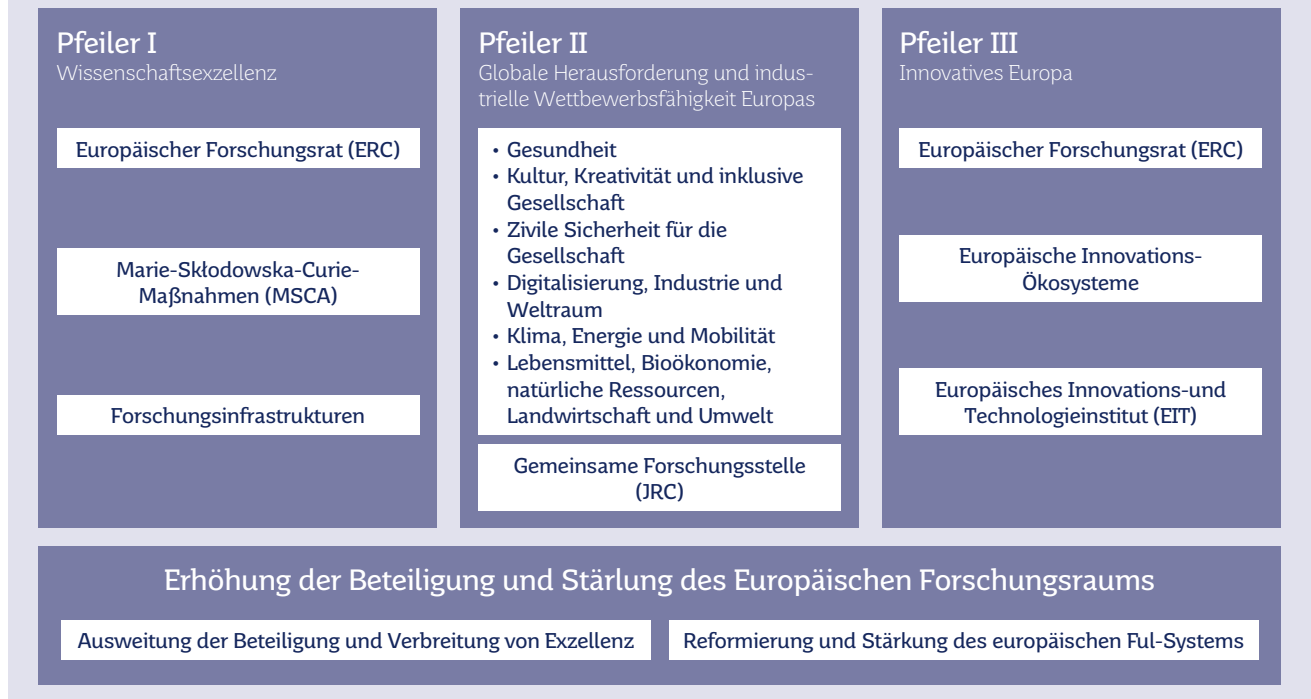 Pfeiler I
Wissenschaftsexzellenz
Europäischer Forschungsrat (ERC)
Marie-Skłodowska-Curie-
Maßnahmen (MSCA)
Forschungsinfrastrukturen
Pfeiler II
Globale Herausforderung und indus-
trielle Wettbewerbsfähigkeit Europas
• Gesundheit
• Kultur, Kreativität und inklusive
Gesellschaft
• Zivile Sicherheit für die
Gesellschaft
• Digitalisierung, Industrie und
Weltraum
• Klima, Energie und Mobilität
• Lebensmittel, Bioökonomie,
natürliche Ressourcen,
Landwirtschaft und Umwelt
Gemeinsame Forschungsstelle
(JRC)
Pfeiler III
Innovatives Europa
Europäischer Forschungsrat (ERC)
Europäische Innovations-
Ökosysteme
Europäisches Innovations-und
Technologieinstitut (EIT)
Erhöhung der Beteiligung und Stärlung des Europäischen Forschungsraums
Ausweitung der Beteiligung und Verbreitung von Exzellenz
Reformierung und Stärkung des europäischen Ful-Systems